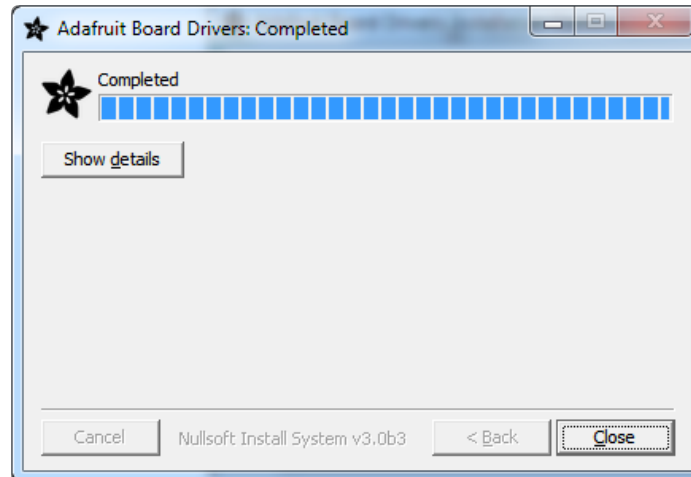 Adafruit Board Drivers: Completed
Completed
Show details
Cancel
Nullsoft Install System v3.0b3
< Back
Close